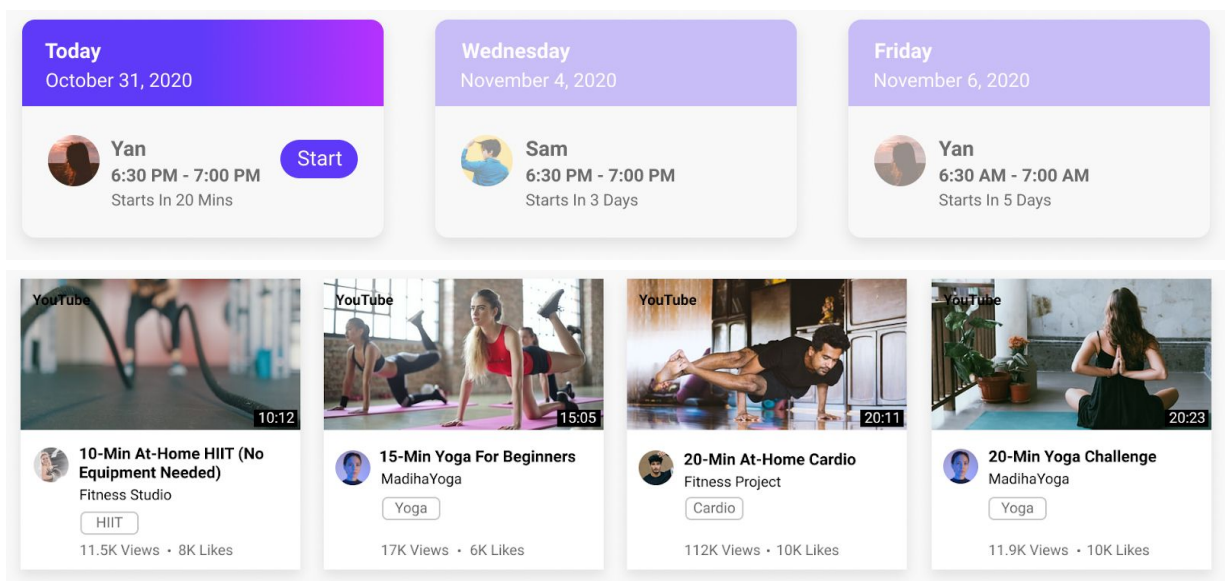 Today
October 31, 2020
Yan
6:30 PM - 7:00 PM
Starts In 20 Mins
Start
Wednesday
November 4, 2020
Sam
6:30 PM - 7:00 PM
Starts In 3 Days
Friday
November 6, 2020
Yan
6:30 AM - 7:00 AM
Starts In 5 Days
YouTube
10:12
10-Min At-Home HIIT (No
Equipment Needed)
Fitness Studio
HIIT
11.5K Views • 8K Likes
YouTube
15:05
15-Min Yoga For Beginners
MadihaYoga
Yoga
17K Views • 6K Likes
YouTube
20:11
20-Min At-Home Cardio
Fitness Project
Cardio
112K Views • 10K Likes
YouTube
20:23
20-Min Yoga Challenge
MadihaYoga
Yoga
11.9K Views • 10K Likes